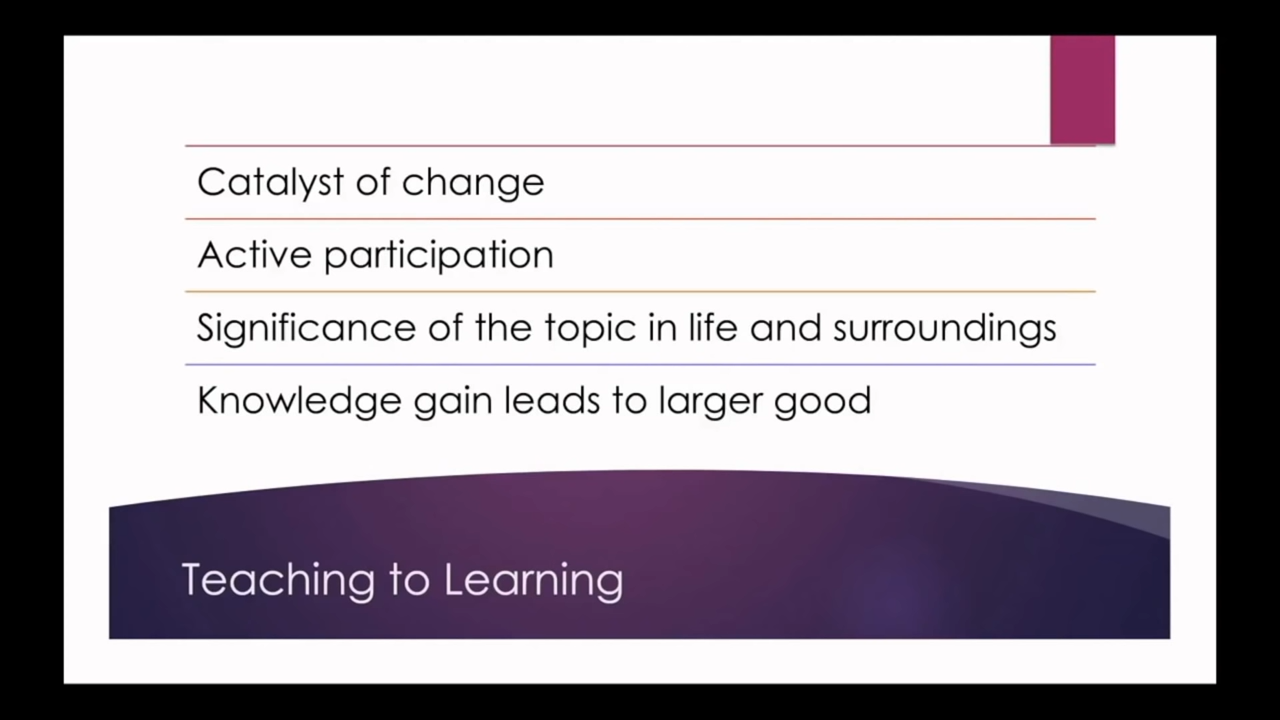 Catalyst of change
Active participation
Significance of the topic in life and surroundings
Knowledge gain leads to larger good
Teaching to Learning